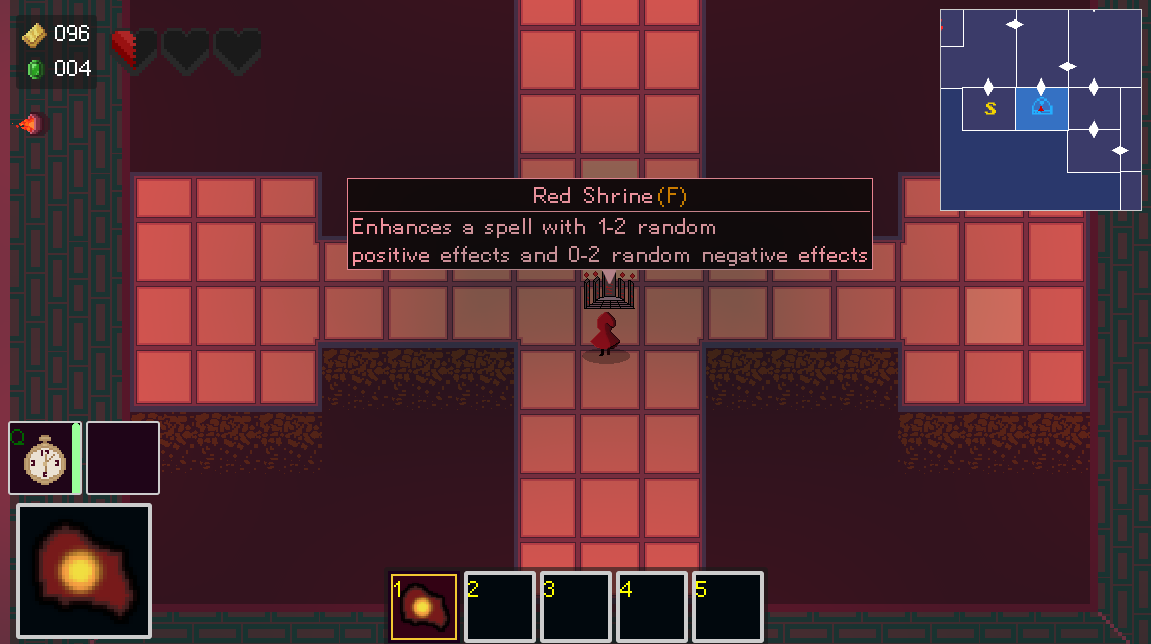 096
004
S
Red Shrine(F)
Enhances a spell with 1-2 random
positive effects and 0-2 random negative effects
Q
1
2
3
4
5